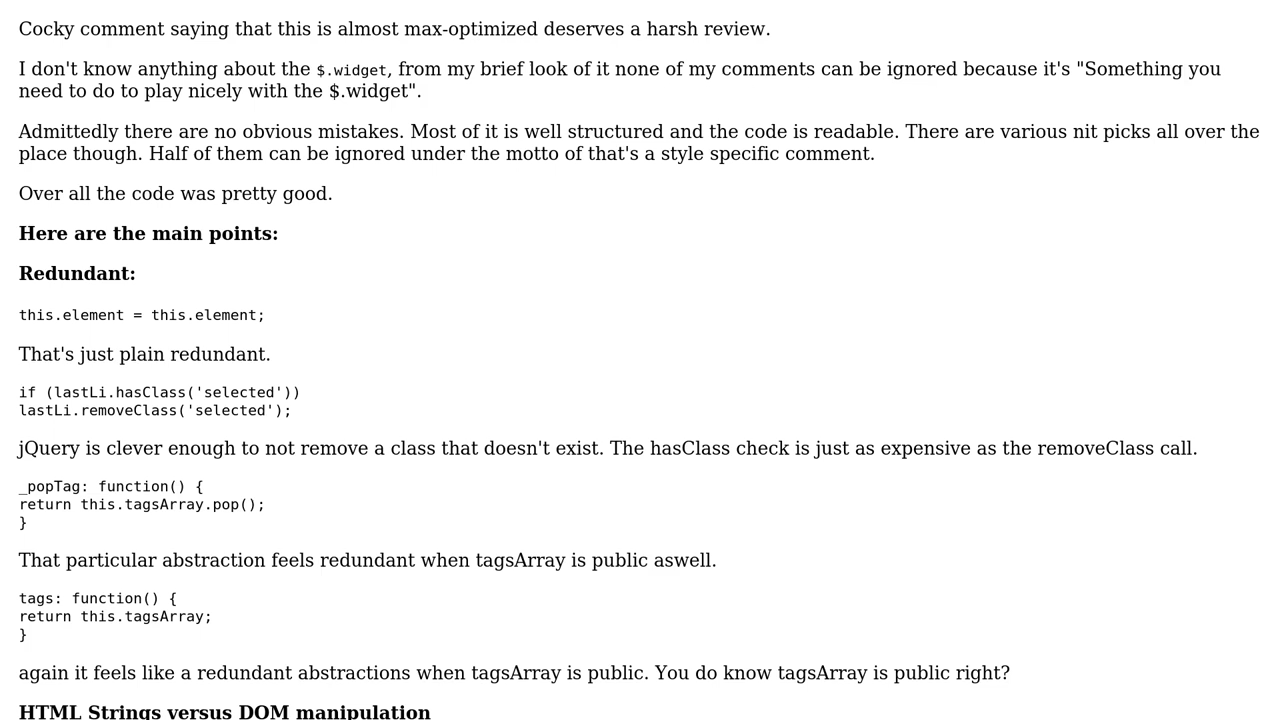 Cocky comment saying that this is almost max-optimized deserves a harsh review.
I don't know anything about the $.widget, from my brief look of it none of my comments can be ignored because it's "Something you
need to do to play nicely with the $.widget".
Admittedly there are no obvious mistakes. Most of it is well structured and the code is readable. There are various nit picks all over the
place though. Half of them can be ignored under the motto of that's a style specific comment.
Over all the code was pretty good.
Here are the main points:
Redundant:
this.element = this.element;
That's just plain redundant.
if (lastLi.hasClass('selected'))
lastLi.removeClass('selected');
jQuery is clever enough to not remove a class that doesn't exist. The hasClass check is just as expensive as the removeClass call.
_popTag: function() {
return this.tagsArray.pop();
}
That particular abstraction feels redundant when tagsArray is public aswell.
tags: function() {
return this.tagsArray;
}
again it feels like a redundant abstractions when tagsArray is public. You do know tagsArray is public right?
HTML Strings versus DOM manipulation